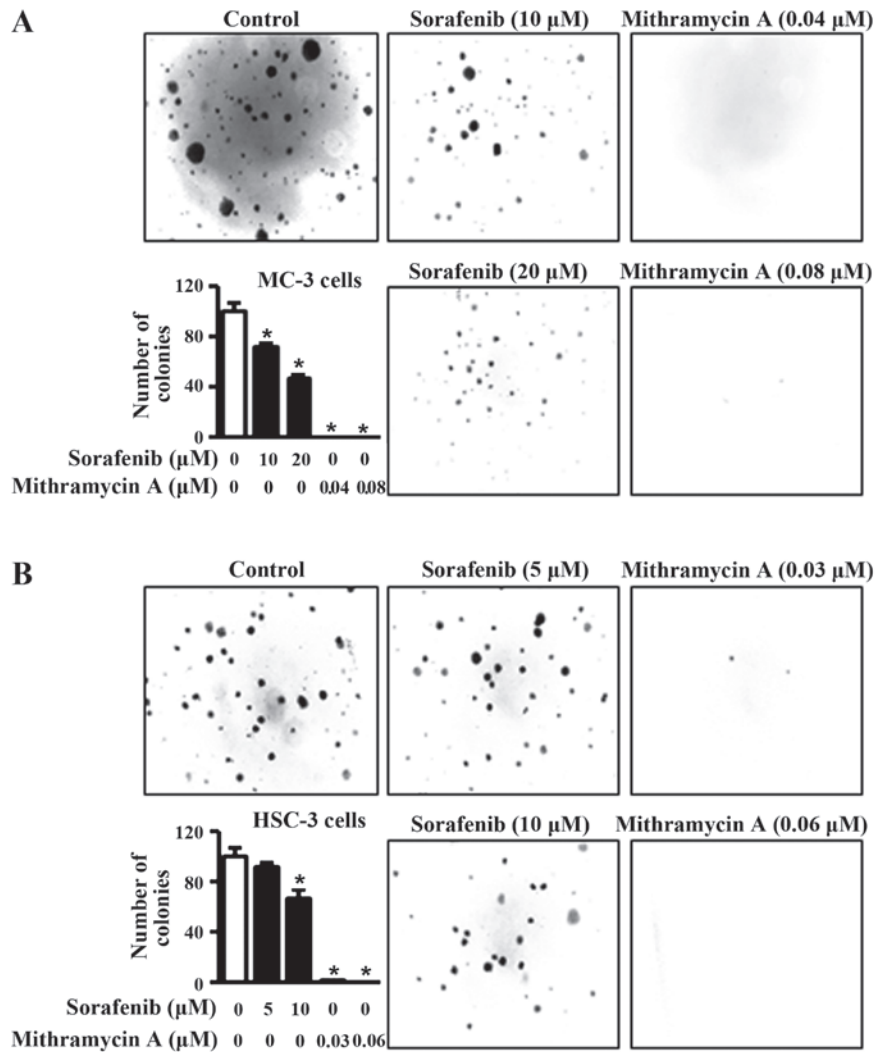 A
Control
Sorafenib (10 μM)
Mithramycin A (0.04 μM)
Sorafenib (20 μM)
Mithramycin A (0.08 μM)
MC-3 cells
Number of
colonies
120
80
40
0
* * * *
Sorafenib (μM) 0 10 20 0 0
Mithramycin A (μM) 0 0 0 0.04 0.08
B
Control
Sorafenib (5 μM)
Mithramycin A (0.03 μM)
Sorafenib (10 μM)
Mithramycin A (0.06 μM)
HSC-3 cells
Number of
colonies
120
80
40
0
* * *
Sorafenib (μM) 0 5 10 0 0
Mithramycin A (μM) 0 0 0 0.03 0.06